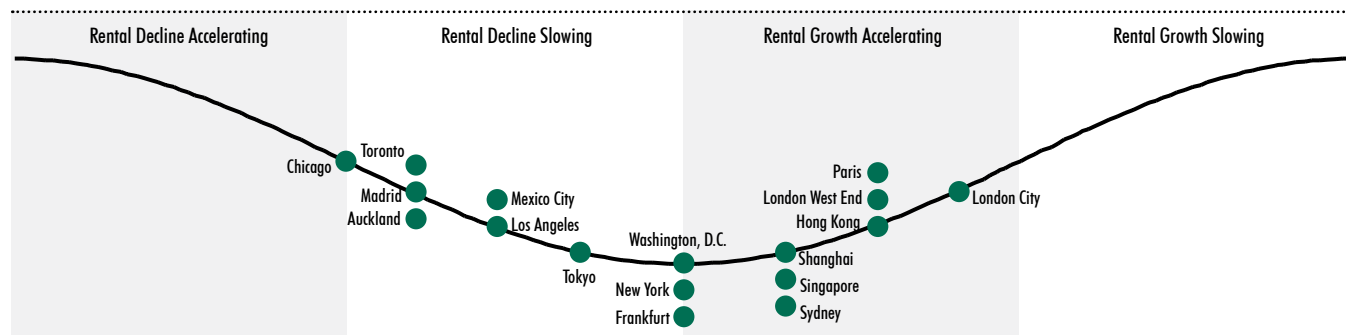 Rental Decline Accelerating
Rental Decline Slowing
Rental Growth Accelerating
Rental Growth Slowing
Chicago
Toronto
Madrid
Auckland
Mexico City
Los Angeles
Tokyo
Washington, D.C.
New York
Frankfurt
Shanghai
Singapore
Sydney
Paris
London West End
Hong Kong
London City